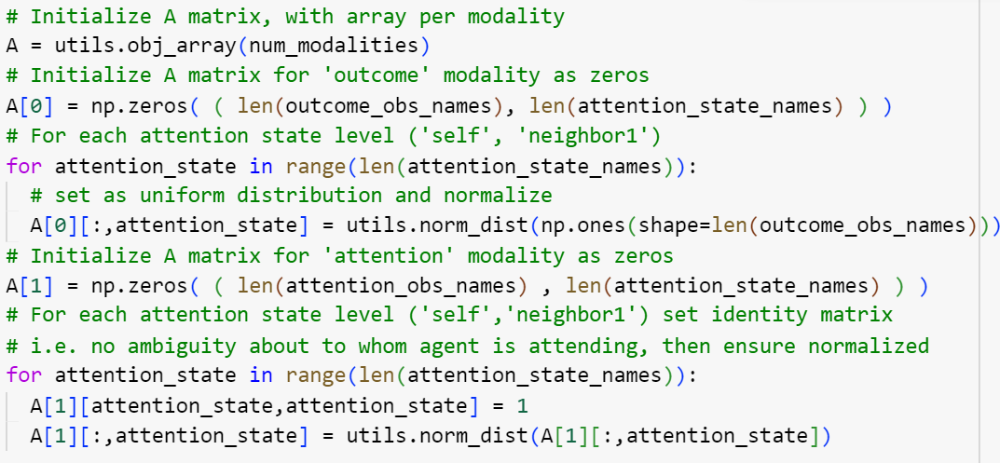 # Initialize A matrix, with array per modality
A = utils.obj_array(num_modalities)
# Initialize A matrix for 'outcome' modality as zeros
A[0] = np.zeros( ( len(outcome_obs_names), len(attention_state_names) ) )
# For each attention state level ('self', 'neighbor1')
for attention_state in range(len(attention_state_names)):
  # set as uniform distribution and normalize
  A[0][:,attention_state] = utils.norm_dist(np.ones(shape=len(outcome_obs_names)))
# Initialize A matrix for 'attention' modality as zeros
A[1] = np.zeros( ( len(attention_obs_names) , len(attention_state_names) ) )
# For each attention state level ('self','neighbor1') set identity matrix
# i.e. no ambiguity about to whom agent is attending, then ensure normalized
for attention_state in range(len(attention_state_names)):
  A[1][attention_state,attention_state] = 1
  A[1][:,attention_state] = utils.norm_dist(A[1][:,attention_state])